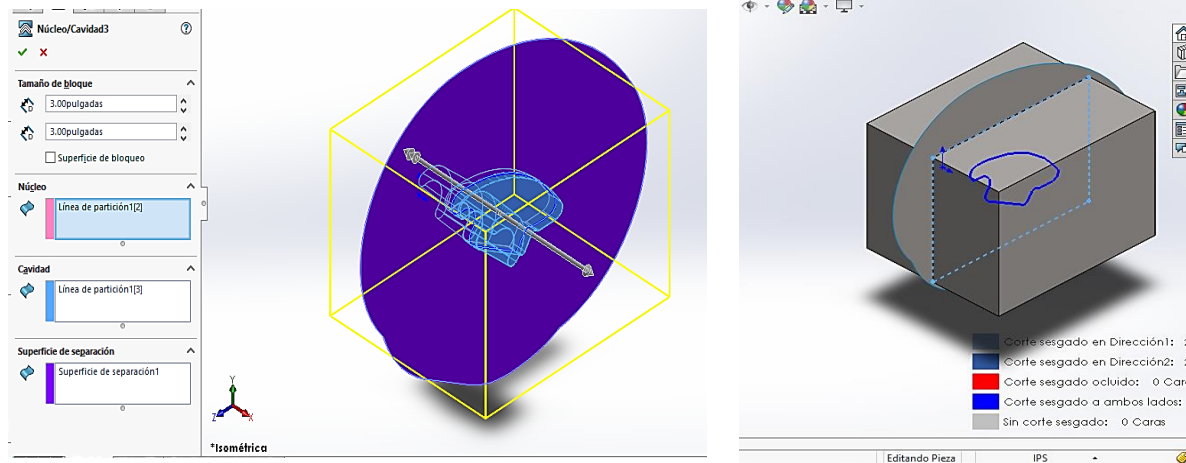 Núcleo/Cavidad3
Tamaño de bloque
3.00pulgadas
3.00pulgadas
Superficie de bloqueo
Núcleo
Línea de partición1[2]
Cavidad
Línea de partición1[3]
Superficie de separación
Superficie de separación1
Y
Z
X
*Isométrica
Corte sesgado en Dirección1:
Corte sesgado en Dirección2:
Corte sesgado ocluido: 0 Car
Corte sesgado a ambos lados:
Sin corte sesgado: 0 Caras
Editando Pieza
IPS